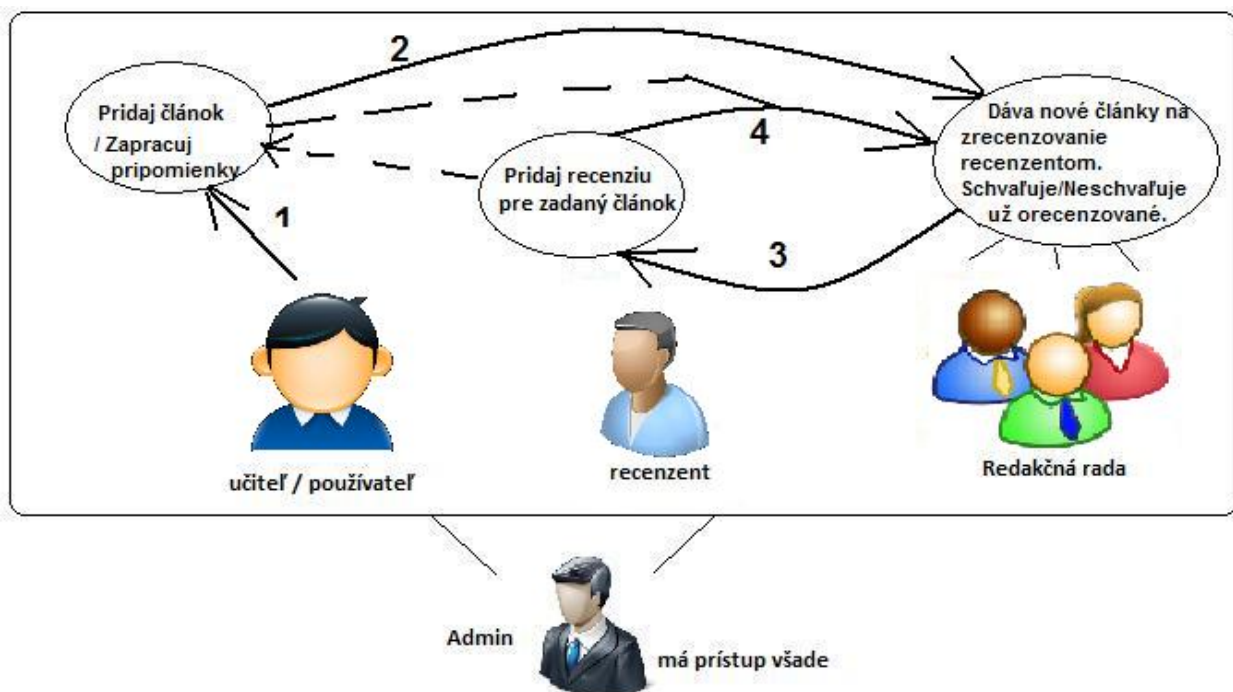 2
Pridaj článok
/ Zapracuj
pripomienky
1
Pridaj recenziu
pre zadaný článok
4
3
Dáva nové články na
zrecenzovanie
recenzentom.
Schvaľuje/Neschvaľuje
už orecenzované.
učiteľ / používateľ
recenzent
Redakčná rada
Admin
má prístup všade